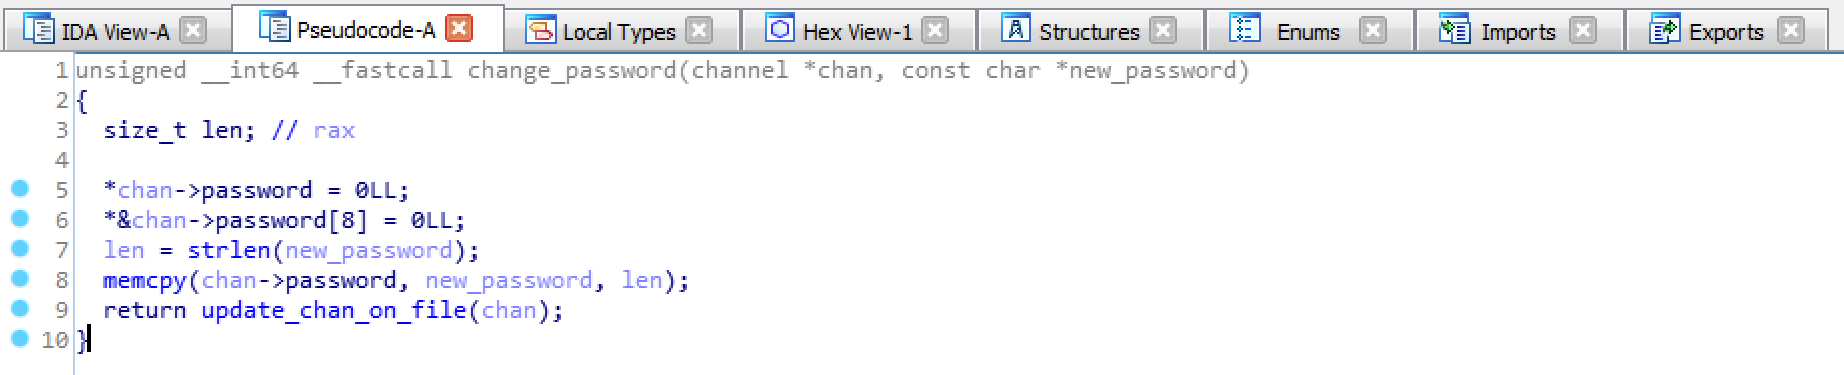 IDA View-A Pseudocode-A Local Types Hex View-1 Structures Enums Imports Exports
1 unsigned __int64 __fastcall change_password(channel *chan, const char *new_password)
2 {
3 size_t len; // rax
4
5 *chan->password = 0LL;
6 *&chan->password[8] = 0LL;
7 len = strlen(new_password);
8 memcpy(chan->password, new_password, len);
9 return update_chan_on_file(chan);
10 }